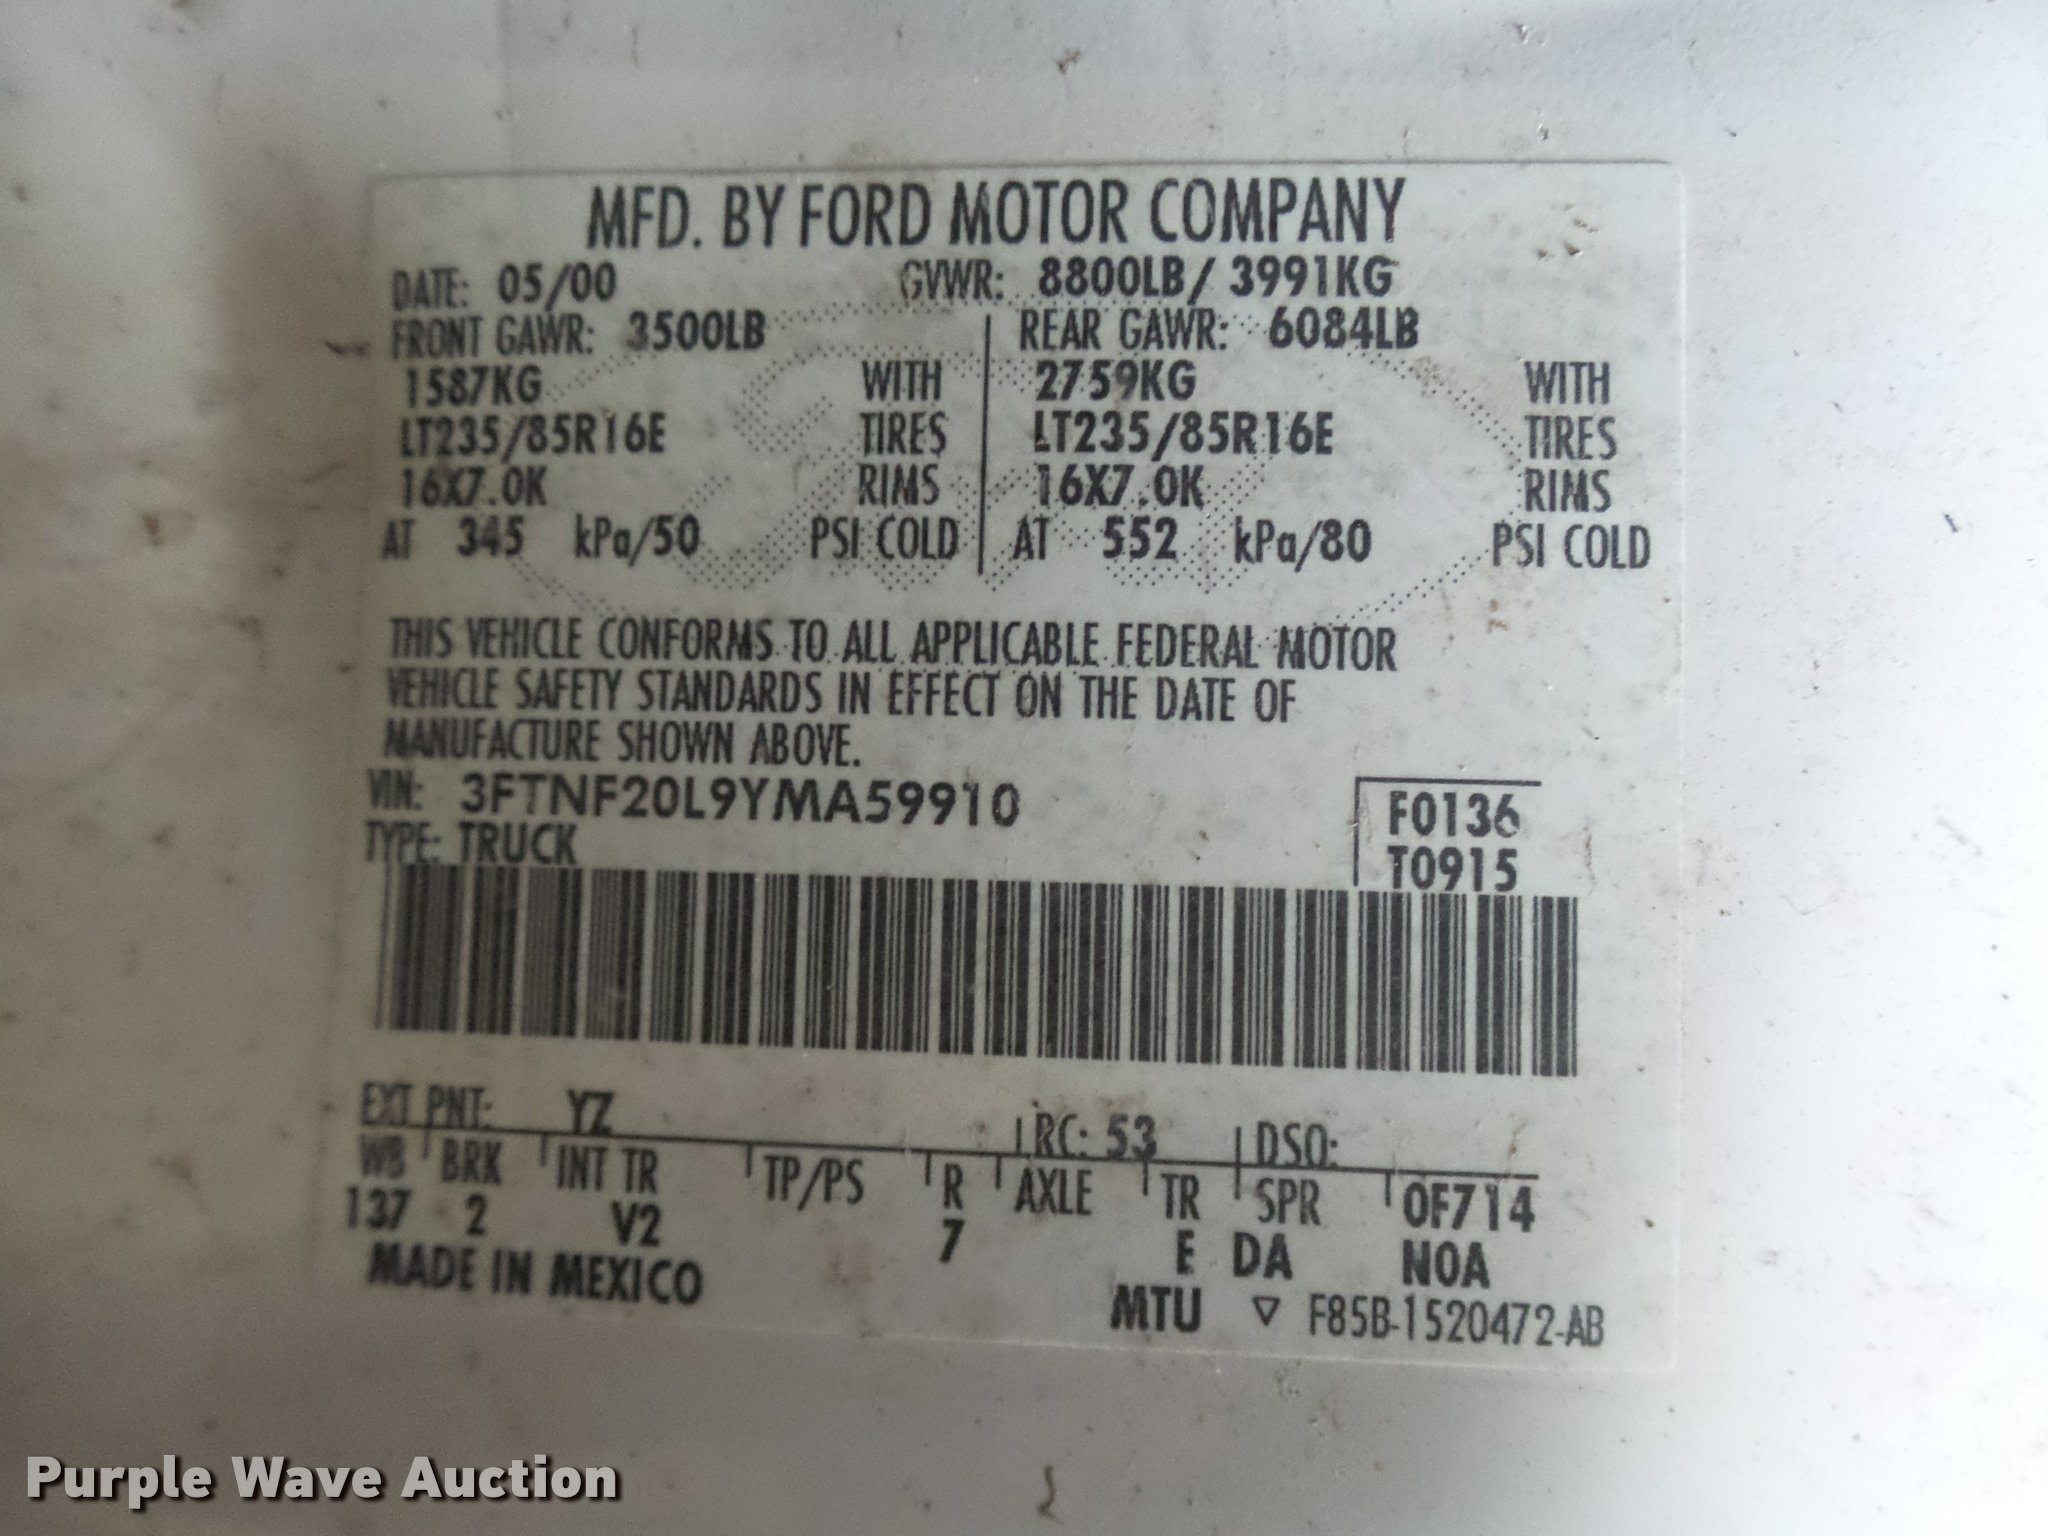 MFD. BY FORD MOTOR COMPANY
DATE: 05/00 GVWR: 8800LB/ 3991KG
FRONT GAWR: 3500LB REAR GAWR: 6084LB
1587KG WITH 2759KG WITH
LT235/85R16E TIRES LT235/85R16E TIRES
16X7.0K RIMS 16X7.0K RIMS
AT 345 kPa/50 PSI COLD AT 552 kPa/80 PSI COLD
THIS VEHICLE CONFORMS TO ALL APPLICABLE FEDERAL MOTOR
VEHICLE SAFETY STANDARDS IN EFFECT ON THE DATE OF
MANUFACTURE SHOWN ABOVE.
VIN: 3FTNF20L9YMA59910 F0136
TYPE: TRUCK T0915
EXT PNT: YZ RC: 53 DSO:
WB BRK INT TR TP/PS R AXLE TR SPR 0F714
137 2 V2 7 E DA N0A
MADE IN MEXICO MTU ▽ F85B-1520472-AB
Purple Wave Auction